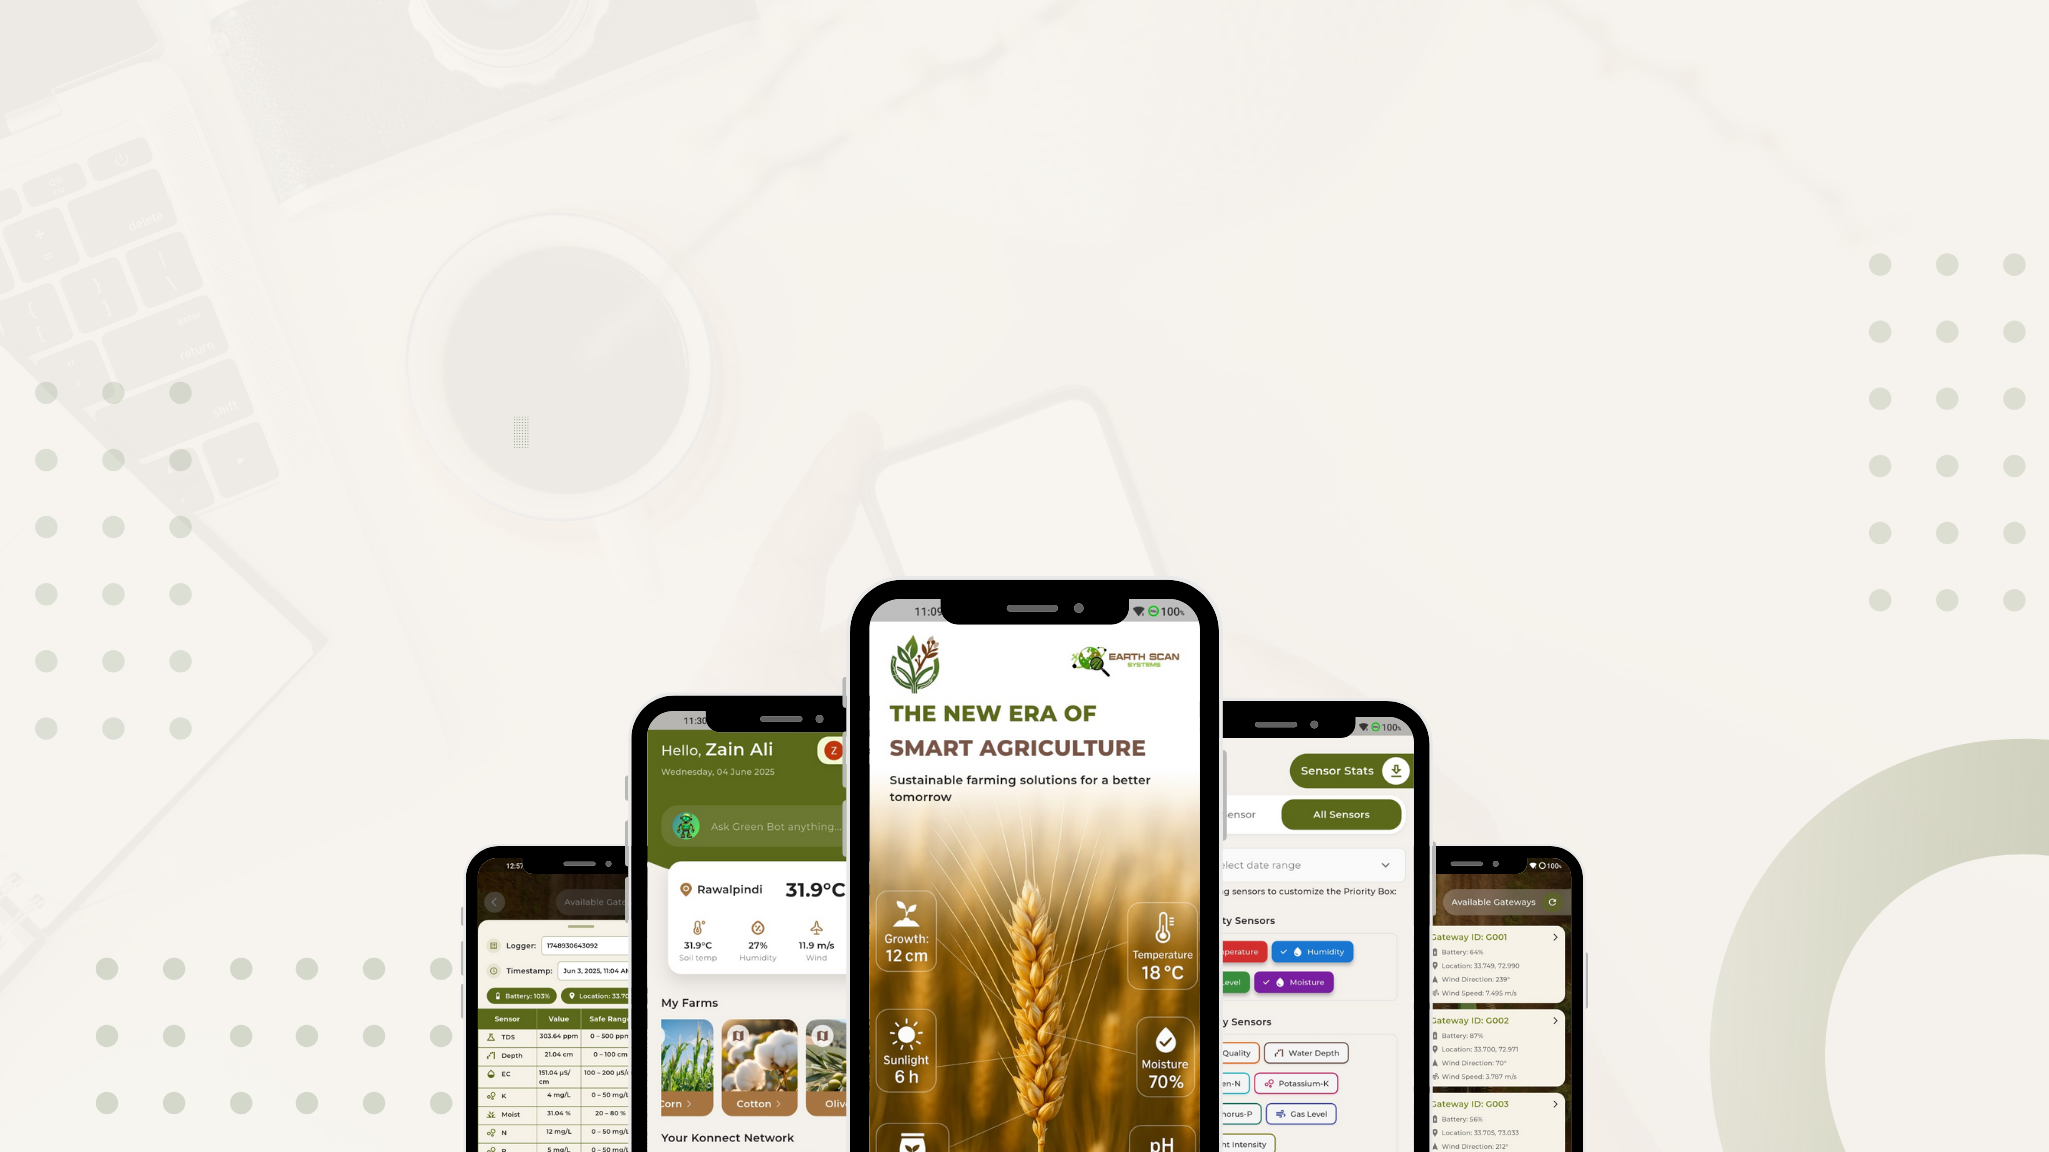 delete
enter
return
shift
12:57
Available Gate
Logger:
1748930643092
Timestamp:
Jun 3, 2025, 11:04 AM
Battery: 103%
Location: 33.70
Sensor
Value
Safe Range
TDS
303.64 ppm
0 – 500 ppm
Depth
21.04 cm
0 – 100 cm
EC
151.04 µS/
cm
100 – 200 µS/
K
4 mg/L
0 – 50 mg/
Moist
31.04 %
20 – 80 %
N
12 mg/L
0 – 50 mg/
P
5 mg/L
0 – 50 mg/
11:30
Hello, Zain Ali
Z
Wednesday, 04 June 2025
Ask Green Bot anything...
Rawalpindi
31.9°C
31.9°C
27%
11.9 m/s
Soil temp
Humidity
Wind
My Farms
Corn
Cotton
Oliv
Your Konnect Network
11:09
100%
EARTH SCAN
SYSTEMS
THE NEW ERA OF
SMART AGRICULTURE
Sustainable farming solutions for a better
tomorrow
Growth:
12 cm
Temperature
18 °C
Sunlight
6 h
Moisture
70%
pH
100%
Sensor Stats
ensor
All Sensors
elect date range
g sensors to customize the Priority Box:
ty Sensors
perature
Humidity
Level
Moisture
y Sensors
Quality
Water Depth
en-N
Potassium-K
horus-P
Gas Level
nt Intensity
100%
Available Gateways
Gateway ID: G001
Battery: 64%
Location: 33.749, 72.990
Wind Direction: 239°
Wind Speed: 7.495 m/s
Gateway ID: G002
Battery: 87%
Location: 33.700, 72.971
Wind Direction: 70°
Wind Speed: 3.787 m/s
Gateway ID: G003
Battery: 56%
Location: 33.705, 73.033
Wind Direction: 212°